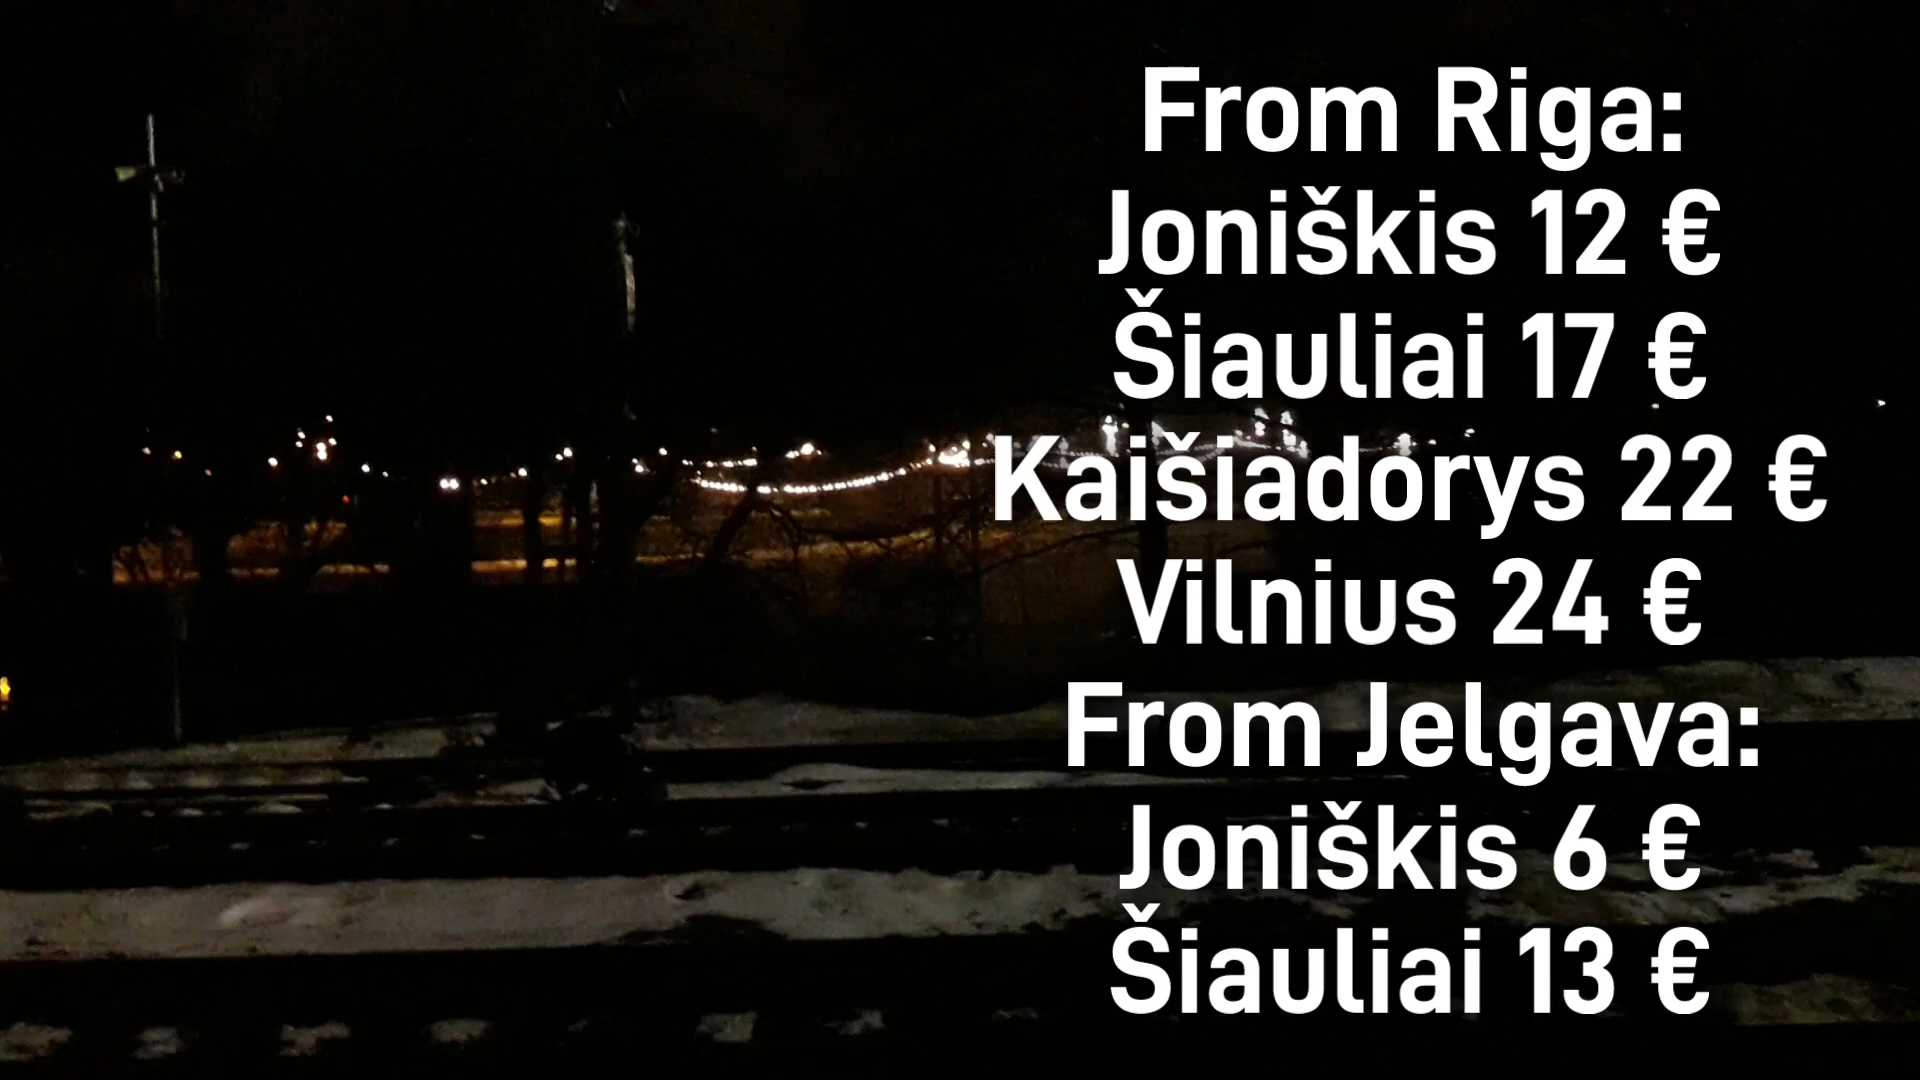 From Riga:
Joniškis 12 €
Šiauliai 17 €
Kaišiadorys 22 €
Vilnius 24 €
From Jelgava:
Joniškis 6 €
Šiauliai 13 €